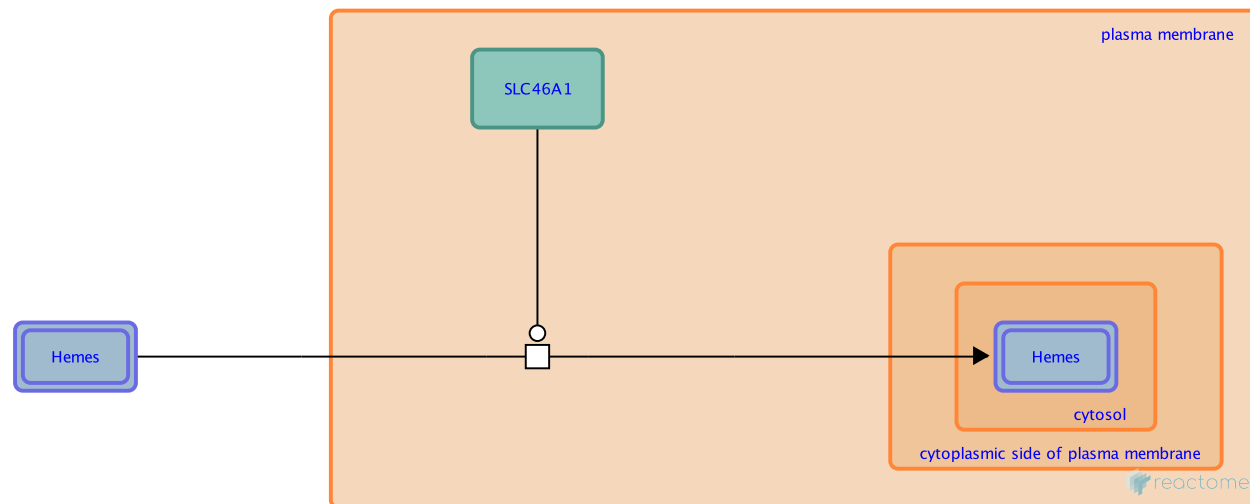 plasma membrane
SLC46A1
Hemes
Hemes
cytosol
cytoplasmic side of plasma membrane
reactome